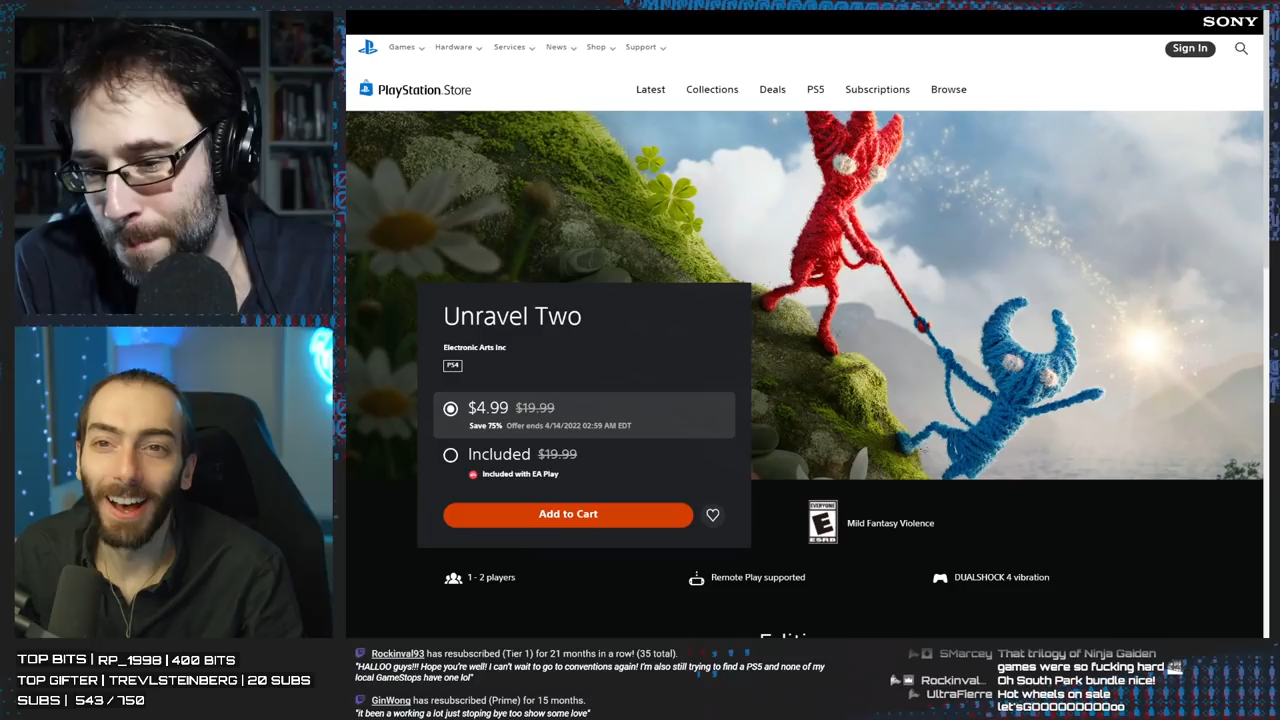 SONY
Games
Hardware
Services
News
Shop
Support
Sign In
PlayStation Store
Latest
Collections
Deals
PS5
Subscriptions
Browse
Unravel Two
Electronic Arts Inc
PS4
$4.99 $19.99
Save 75% Offer ends 4/14/2022 02:59 AM EDT
Included $19.99
Included with EA Play
Add to Cart
EVERYONE
E
ESRB
Mild Fantasy Violence
1 - 2 players
Remote Play supported
DUALSHOCK 4 vibration
TOP BITS | RP_1998 | 400 BITS
TOP GIFTER | TREVLSTEINBERG | 20 SUBS
SUBS | 543 / 750
Rockinval93 has resubscribed (Tier 1) for 21 months in a row! (35 total).
"HALLOO guys!!! Hope you're well! I can't wait to go to conventions again! I'm also still trying to find a PS5 and none of my
local GameStops have one lol"
GinWong has resubscribed (Prime) for 15 months.
"it been a working a lot just stoping bye too show some love"
SMarcey That trilogy of Ninja Gaiden
games were so fucking hard
Rockinval... Oh South Park bundle nice!
UltraFierre Hot wheels on sale
let'sGOOOOOOOOoo